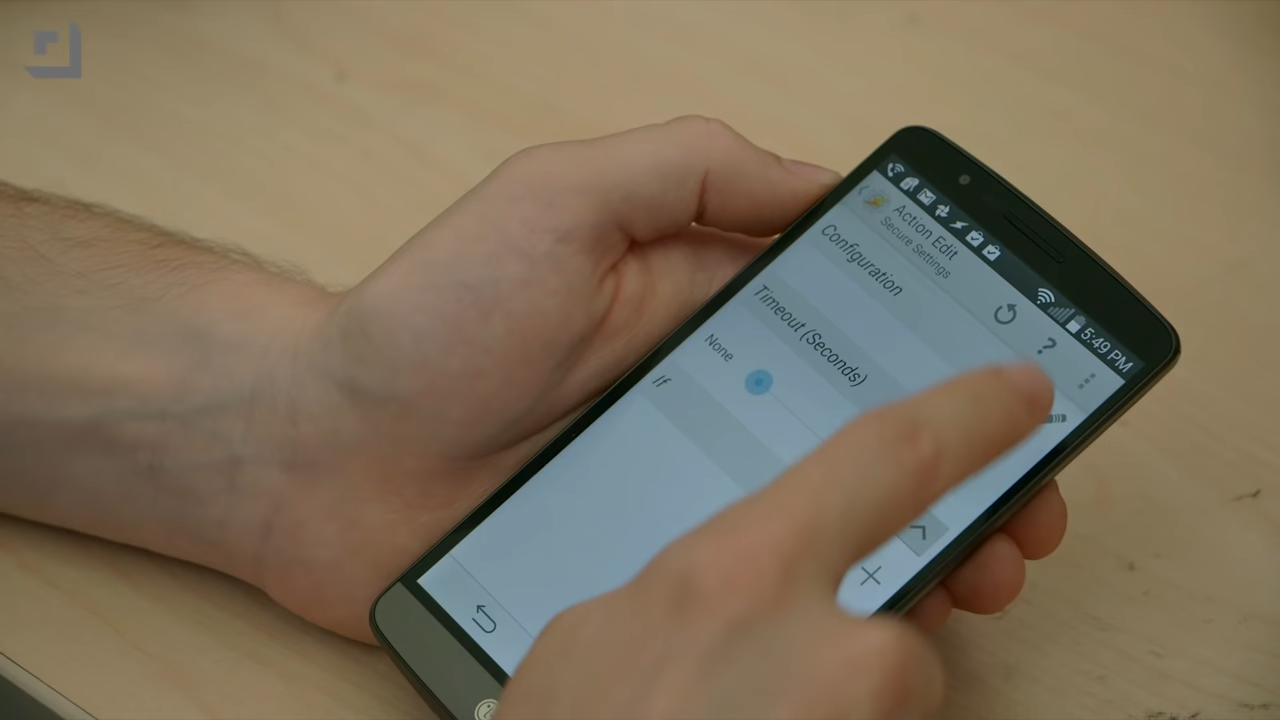 5:49 PM
Action Edit
Secure Settings
?
Configuration
Timeout (Seconds)
None
If